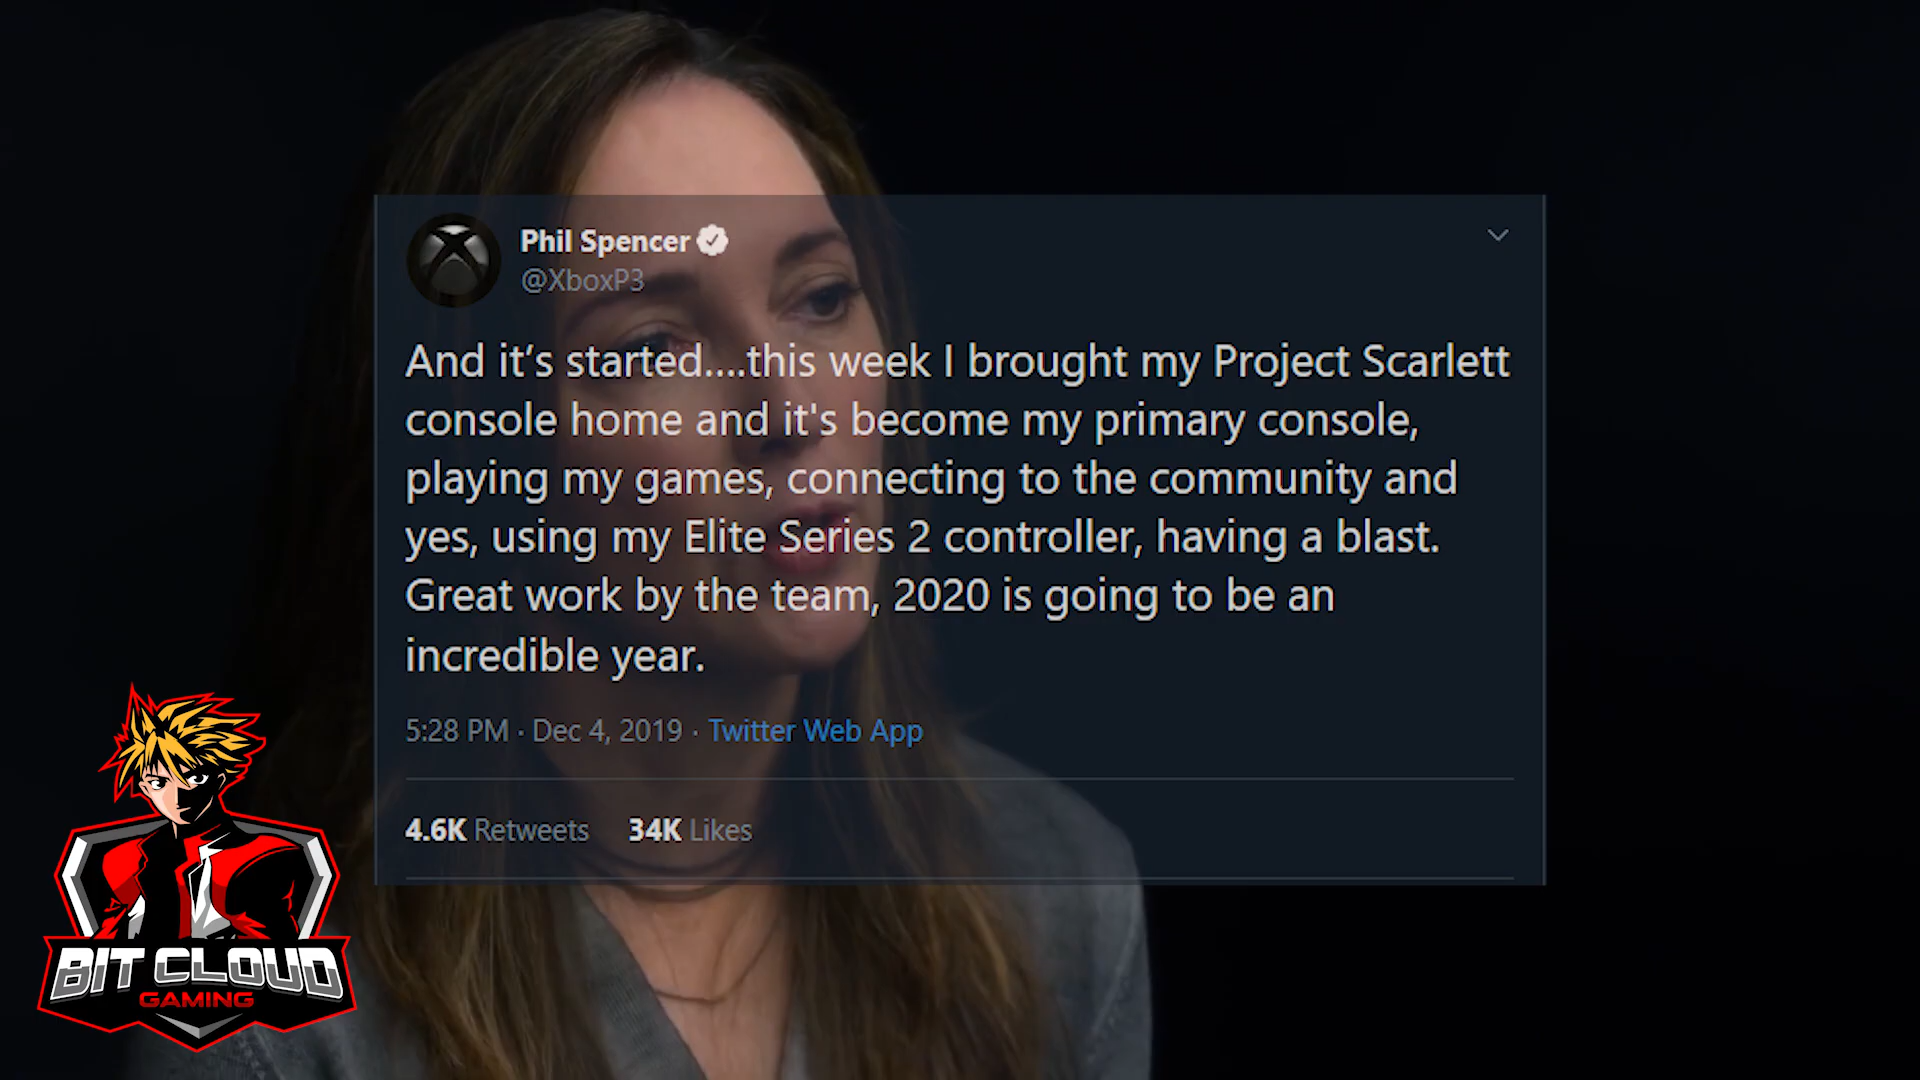 Phil Spencer
@XboxP3
And it’s started....this week I brought my Project Scarlett
console home and it's become my primary console,
playing my games, connecting to the community and
yes, using my Elite Series 2 controller, having a blast.
Great work by the team, 2020 is going to be an
incredible year.
5:28 PM · Dec 4, 2019 · Twitter Web App
4.6K Retweets 34K Likes
BIT CLOUD
GAMING